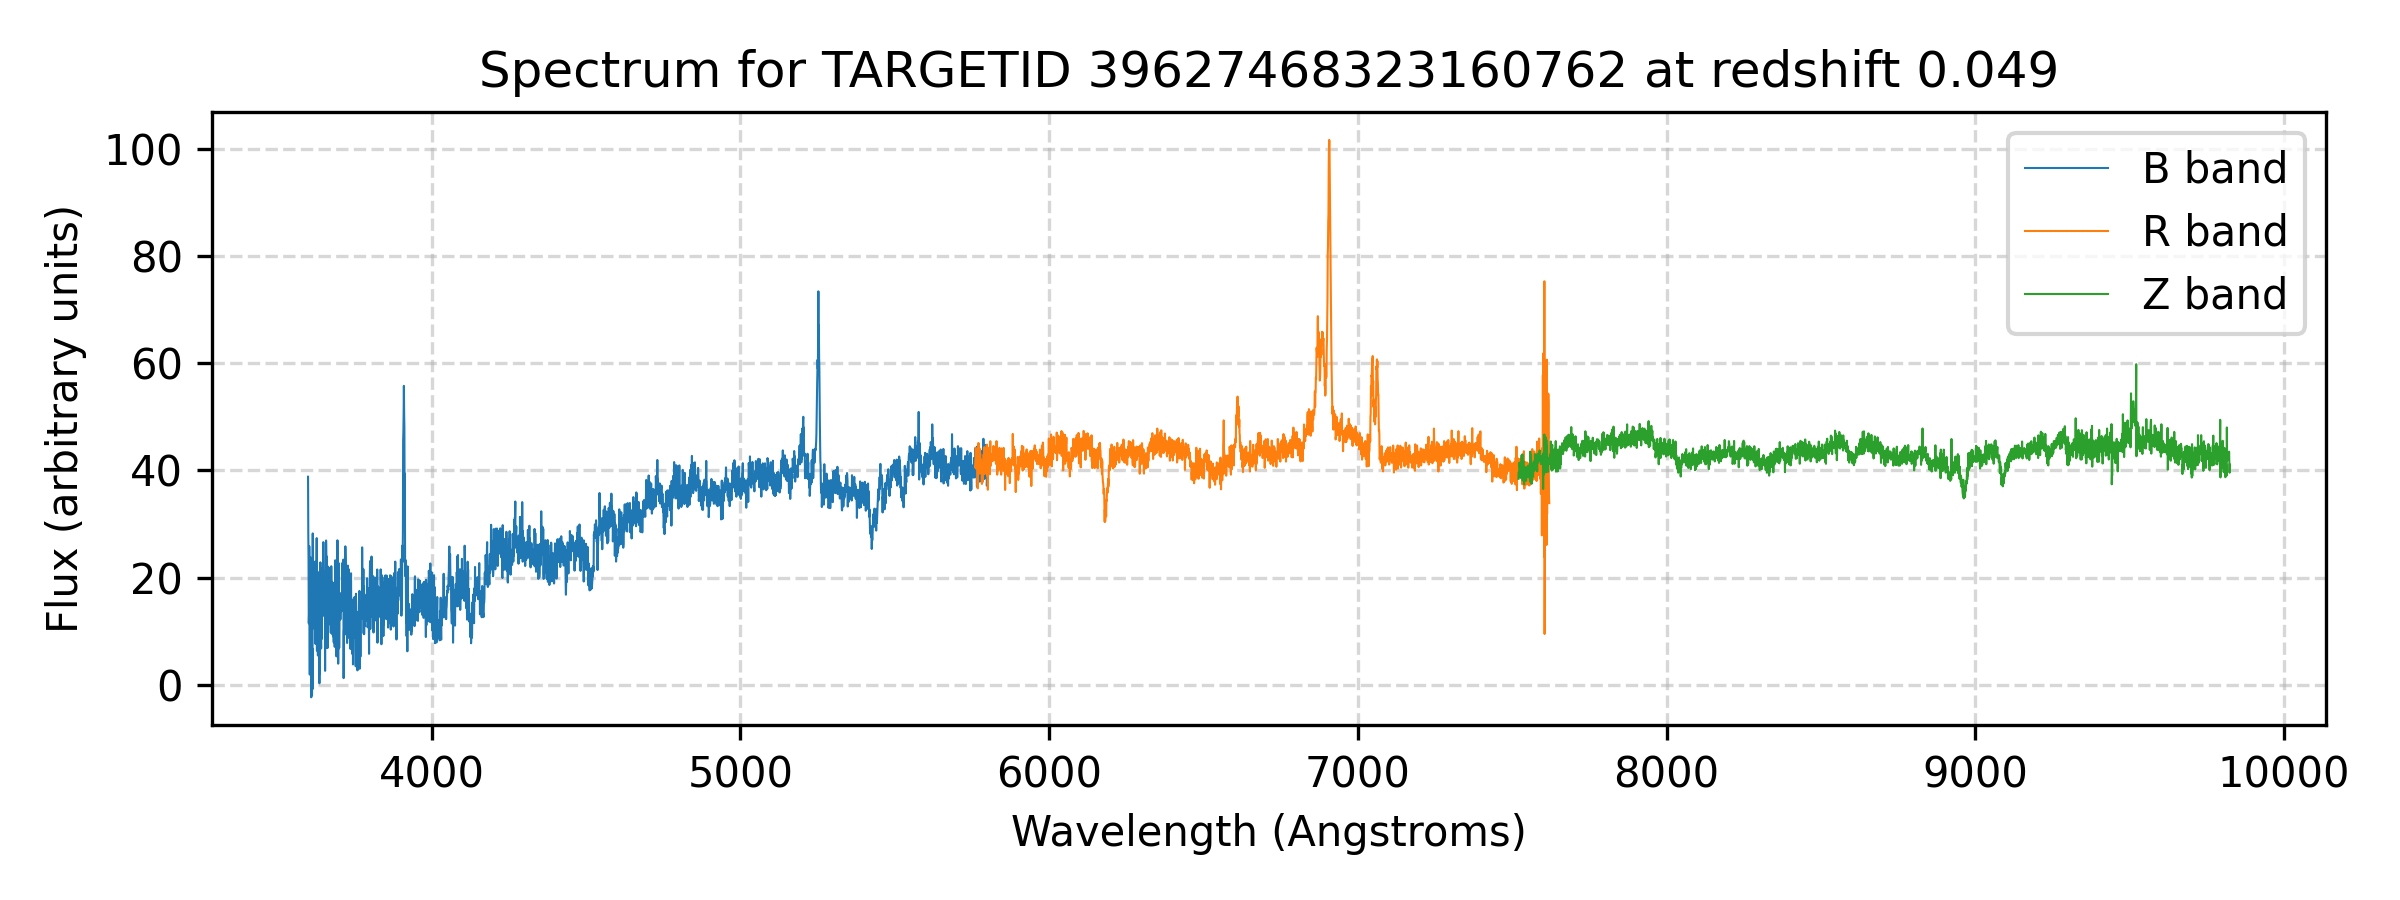 Spectrum for TARGETID 39627468323160762 at redshift 0.049
Flux (arbitrary units)
100
80
60
40
20
0
B band
R band
Z band
4000 5000 6000 7000 8000 9000 10000
Wavelength (Angstroms)